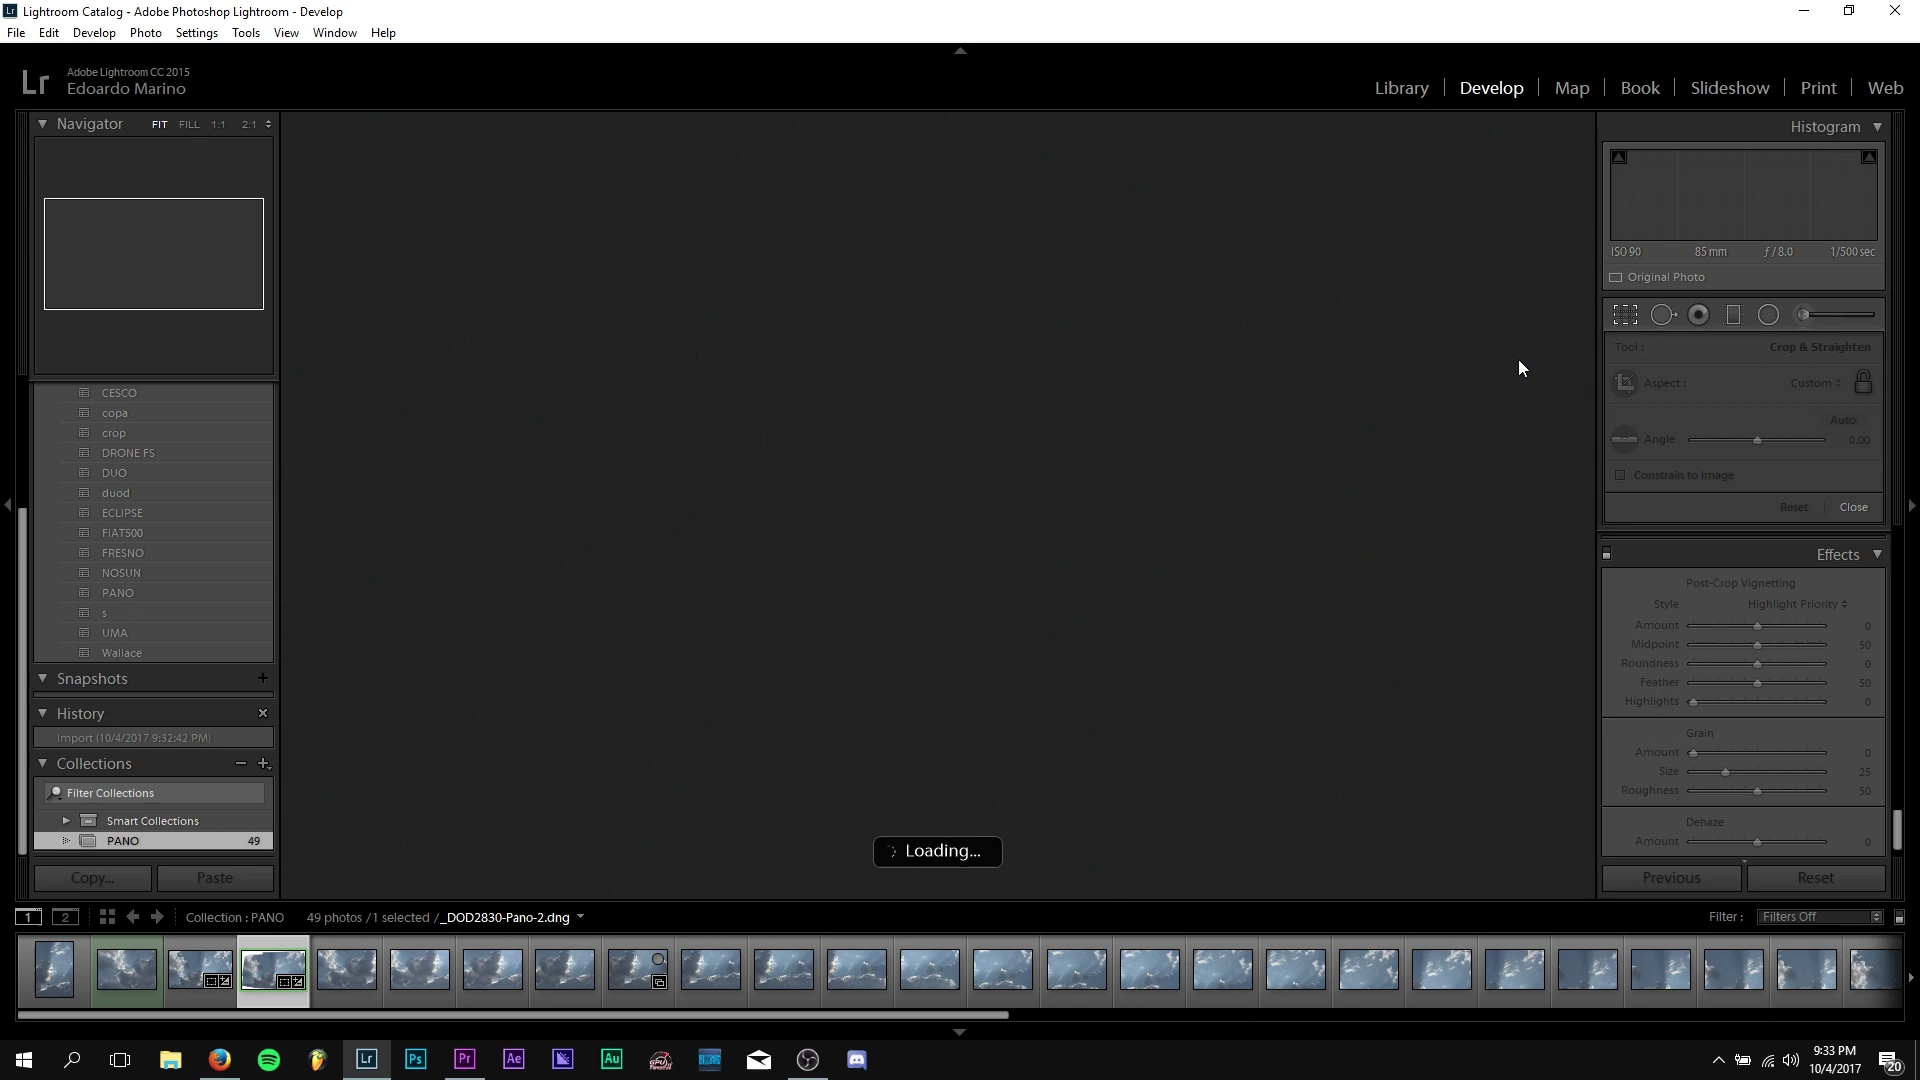 Lightroom Catalog - Adobe Photoshop Lightroom - Develop
File Edit Develop Photo Settings Tools View Window Help
Lr
Adobe Lightroom CC 2015
Edoardo Marino
Library Develop Map Book Slideshow Print Web
Navigator FIT FILL 1:1 2:1
Histogram
ISO 90 85 mm ƒ / 8.0 1/500 sec
Original Photo
Tool : Crop & Straighten
Aspect : Custom
Auto
Angle 0.00
Constrain to Image
Reset Close
Effects
Post-Crop Vignetting
Style Highlight Priority
Amount 0
Midpoint 50
Roundness 0
Feather 50
Highlights 0
Grain
Amount 0
Size 25
Roughness 50
Dehaze
Amount 0
Previous Reset
CESCO
copa
crop
DRONE FS
DUO
duod
ECLIPSE
FIAT500
FRESNO
NOSUN
PANO
s
UMA
Wallace
Snapshots
History
Import (10/4/2017 9:32:42 PM)
Collections
Filter Collections
Smart Collections
PANO 49
Copy... Paste
Loading...
1 2 Collection : PANO 49 photos /1 selected /_DOD2830-Pano-2.dng
Filter : Filters Off
Lr Ps Pr Ae Au
9:33 PM
10/4/2017
20